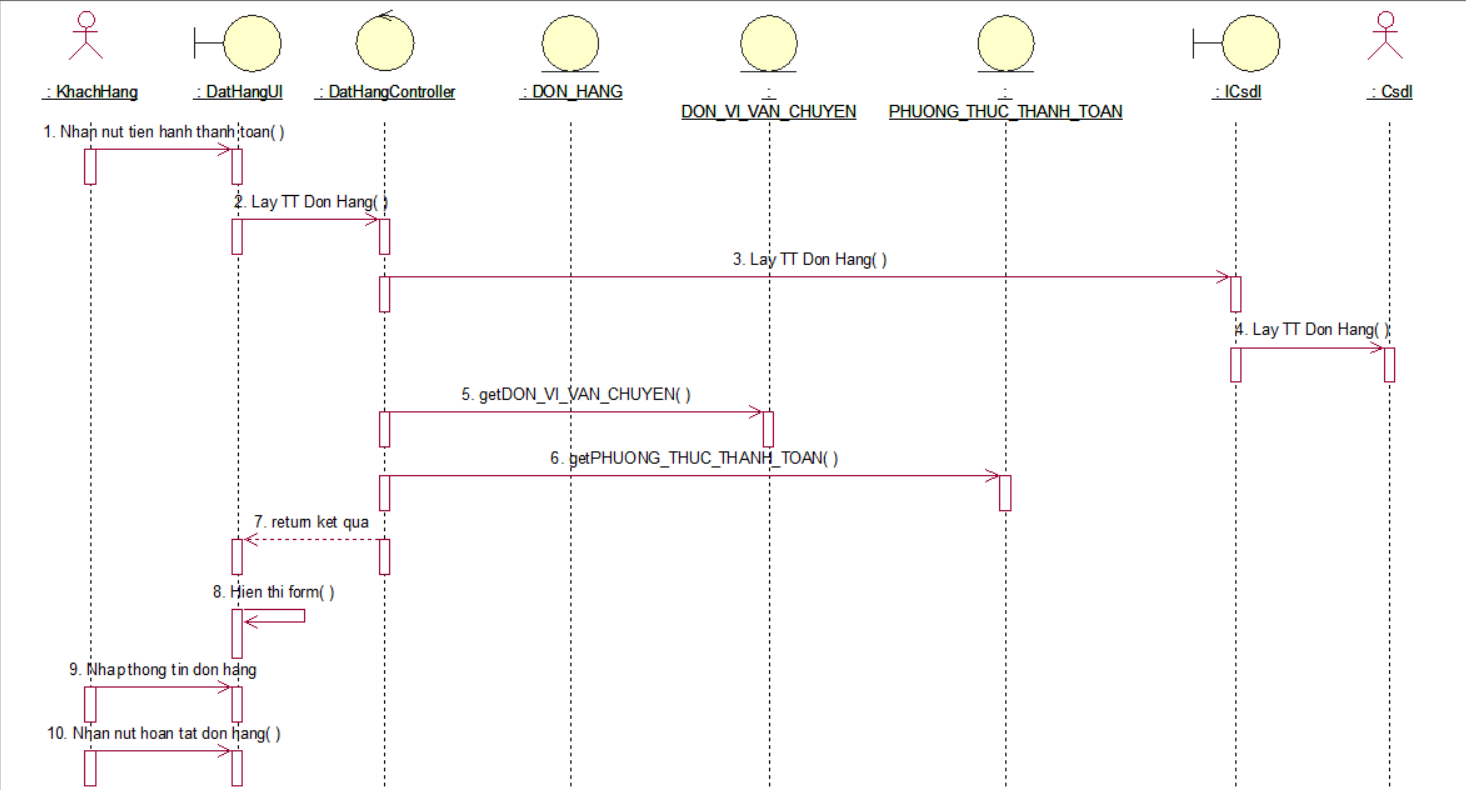 : KhachHang
: DatHangUI
: DatHangController
: DON_HANG
:
DON_VI_VAN_CHUYEN
:
PHUONG_THUC_THANH_TOAN
: ICsdl
: Csdl
1. Nhan nut tien hanh thanh toan( )
2. Lay TT Don Hang( )
3. Lay TT Don Hang( )
4. Lay TT Don Hang( )
5. getDON_VI_VAN_CHUYEN( )
6. getPHUONG_THUC_THANH_TOAN( )
7. return ket qua
8. Hien thi form( )
9. Nhap thong tin don hang
10. Nhan nut hoan tat don hang( )